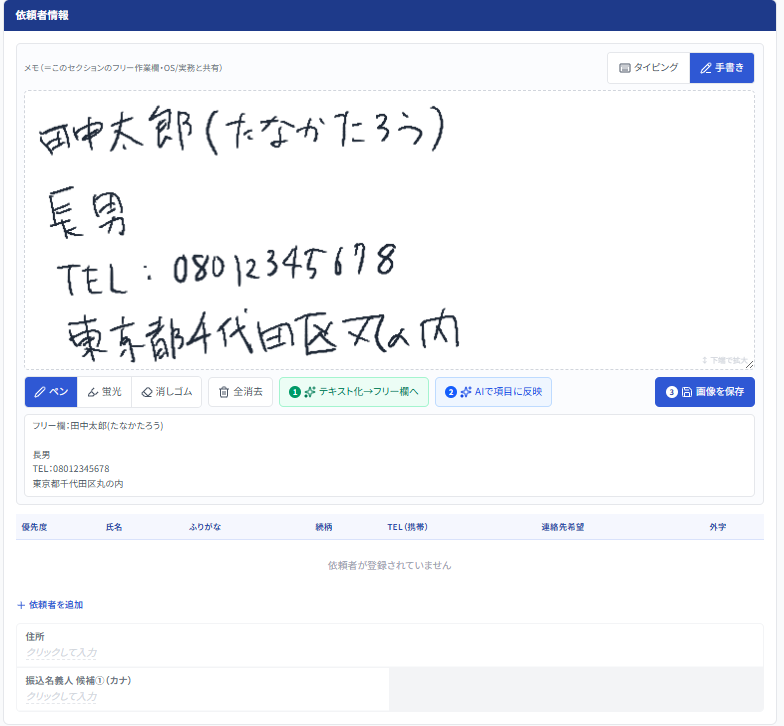 依頼者情報
メモ(=このセクションのフリー作業欄・OS/実務と共有)
タイピング
手書き
田中太郎(たなかたろう)
長男
TEL:08012345678
東京都千代田区丸の内
↕ 下端で拡大
ペン
蛍光
消しゴム
全消去
1 テキスト化→フリー欄へ
2 AIで項目に反映
3 画像を保存
フリー欄:田中太郎(たなかたろう)
長男
TEL:08012345678
東京都千代田区丸の内
優先度 氏名 ふりがな 続柄 TEL(携帯) 連絡先希望 外字
依頼者が登録されていません
+ 依頼者を追加
住所
クリックして入力
振込名義人 候補①(カナ)
クリックして入力